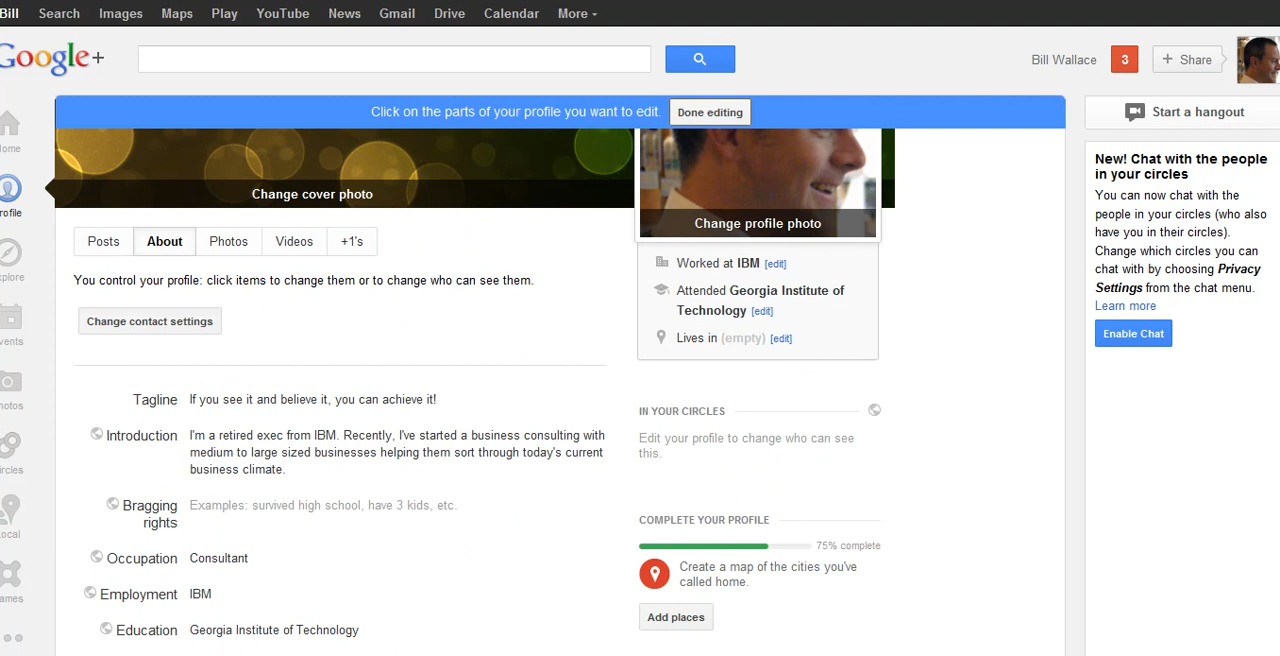 Bill Search Images Maps Play YouTube News Gmail Drive Calendar More
Google+
Bill Wallace 3 + Share
Click on the parts of your profile you want to edit. Done editing
Start a hangout
Change cover photo
Change profile photo
Posts About Photos Videos +1's
You control your profile: click items to change them or to change who can see them.
Change contact settings
Tagline If you see it and believe it, you can achieve it!
Introduction I'm a retired exec from IBM. Recently, I've started a business consulting with
medium to large sized businesses helping them sort through today's current
business climate.
Bragging Examples: survived high school, have 3 kids, etc.
rights
Occupation Consultant
Employment IBM
Education Georgia Institute of Technology
Worked at IBM [edit]
Attended Georgia Institute of
Technology [edit]
Lives in (empty) [edit]
IN YOUR CIRCLES
Edit your profile to change who can see
this.
COMPLETE YOUR PROFILE
75% complete
Create a map of the cities you've
called home.
Add places
New! Chat with the people
in your circles
You can now chat with the
people in your circles (who also
have you in their circles).
Change which circles you can
chat with by choosing Privacy
Settings from the chat menu.
Learn more
Enable Chat